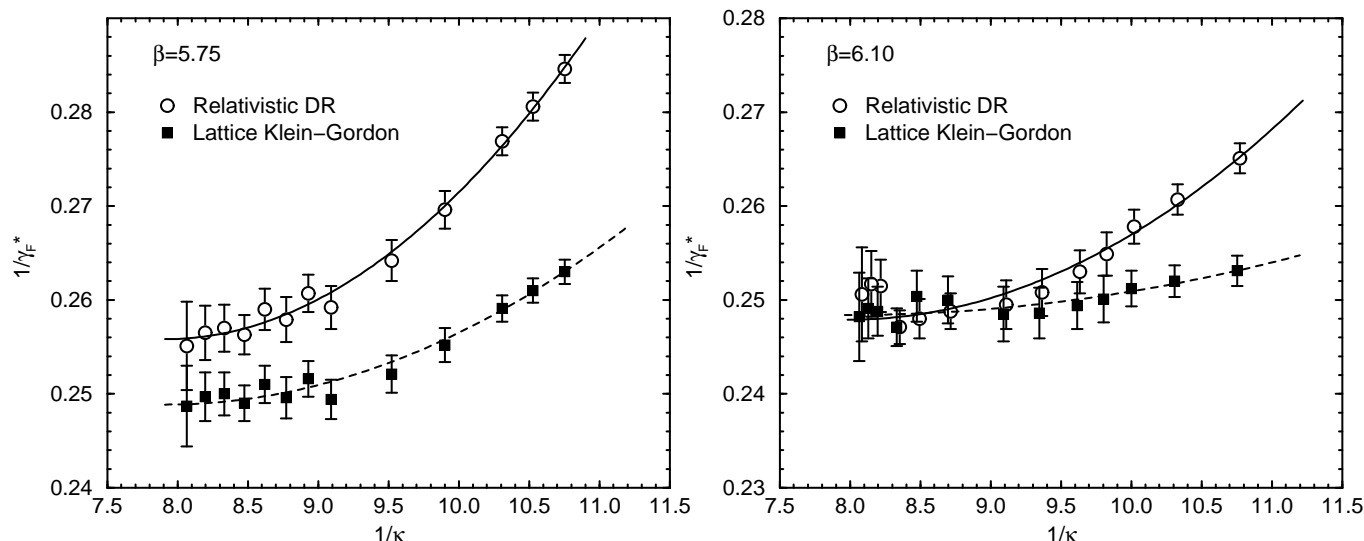 β=5.75
Relativistic DR
Lattice Klein−Gordon
1/γF*
0.28
0.27
0.26
0.25
0.24
7.5 8.0 8.5 9.0 9.5 10.0 10.5 11.0 11.5
1/κ
β=6.10
Relativistic DR
Lattice Klein−Gordon
1/γF*
0.28
0.27
0.26
0.25
0.24
0.23
7.5 8.0 8.5 9.0 9.5 10.0 10.5 11.0 11.5
1/κ